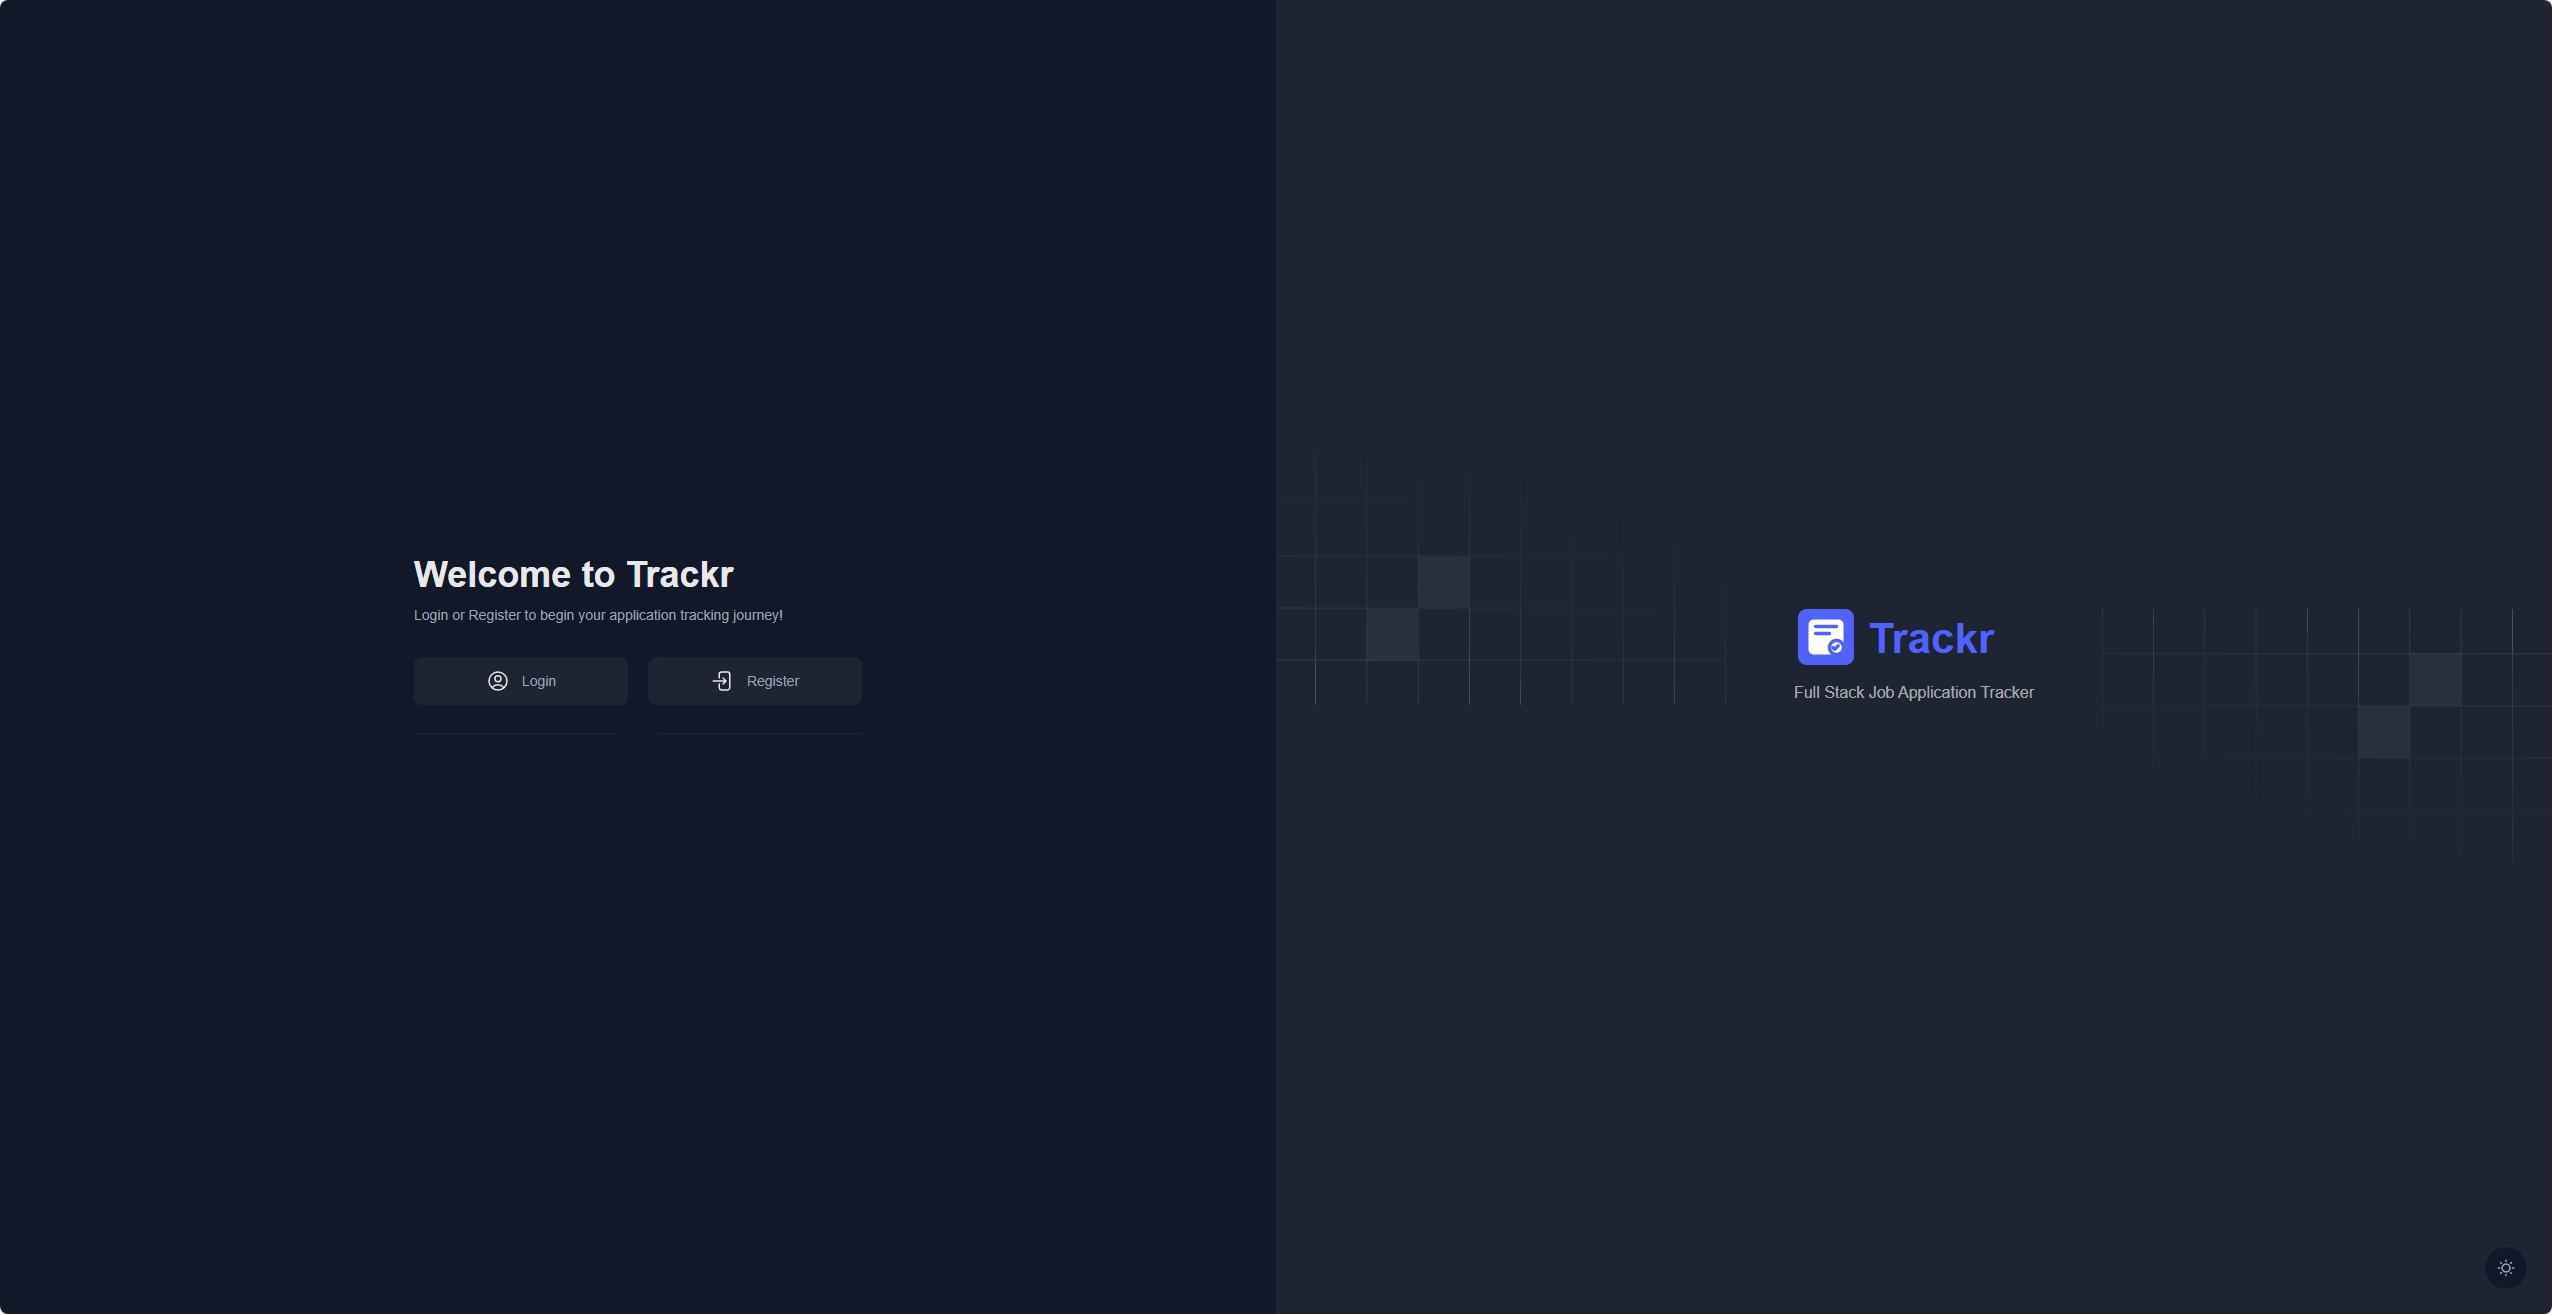 Welcome to Trackr
Login or Register to begin your application tracking journey!
Login
Register
Trackr
Full Stack Job Application Tracker